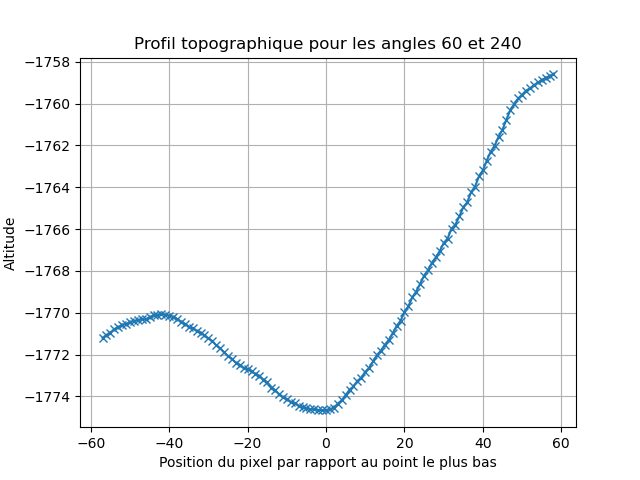 Profil topographique pour les angles 60 et 240
−1758
−1760
−1762
−1764
−1766
−1768
−1770
−1772
−1774
Altitude
−60 −40 −20 0 20 40 60
Position du pixel par rapport au point le plus bas